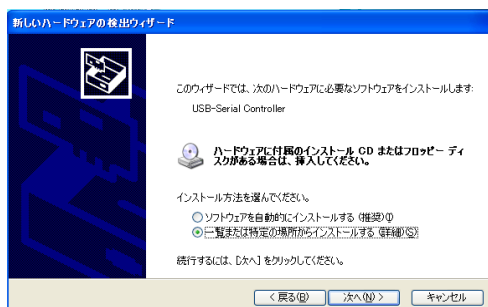 新しいハードウェアの検出ウィザード
このウィザードでは、次のハードウェアに必要なソフトウェアをインストールします:
USB-Serial Controller
ハードウェアに付属のインストール CD またはフロッピー ディ
スクがある場合は、挿入してください。
インストール方法を選んでください。
ソフトウェアを自動的にインストールする (推奨)(I)
一覧または特定の場所からインストールする (詳細)(S)
続行するには、[次へ] をクリックしてください。
< 戻る(B) 次へ(N) > キャンセル